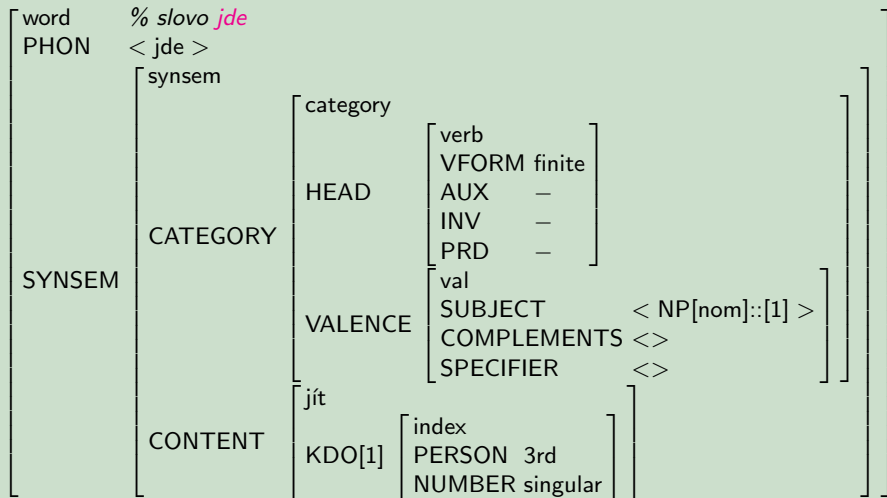 word % slovo jde
PHON < jde >
synsem
category
verb
VFORM finite
HEAD AUX −
INV −
CATEGORY PRD −
SYNSEM val
SUBJECT < NP[nom]::[1] >
VALENCE COMPLEMENTS <>
SPECIFIER <>
jít
index
CONTENT KDO[1] PERSON 3rd
NUMBER singular